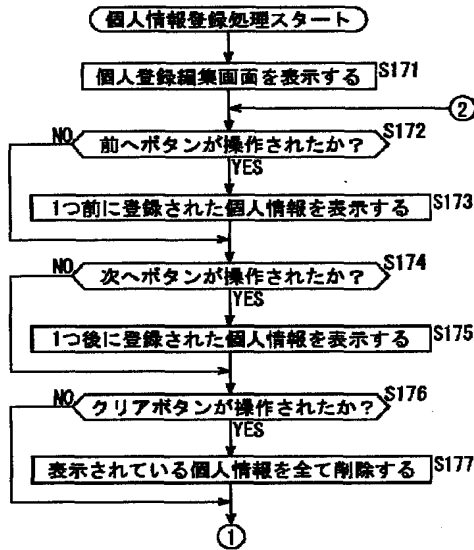 個人情報登録処理スタート
個人登録編集画面を表示する S171
②
NO 前へボタンが操作されたか? S172
YES
1つ前に登録された個人情報を表示する S173
NO 次へボタンが操作されたか? S174
YES
1つ後に登録された個人情報を表示する S175
NO クリアボタンが操作されたか? S176
YES
表示されている個人情報を全て削除する S177
①